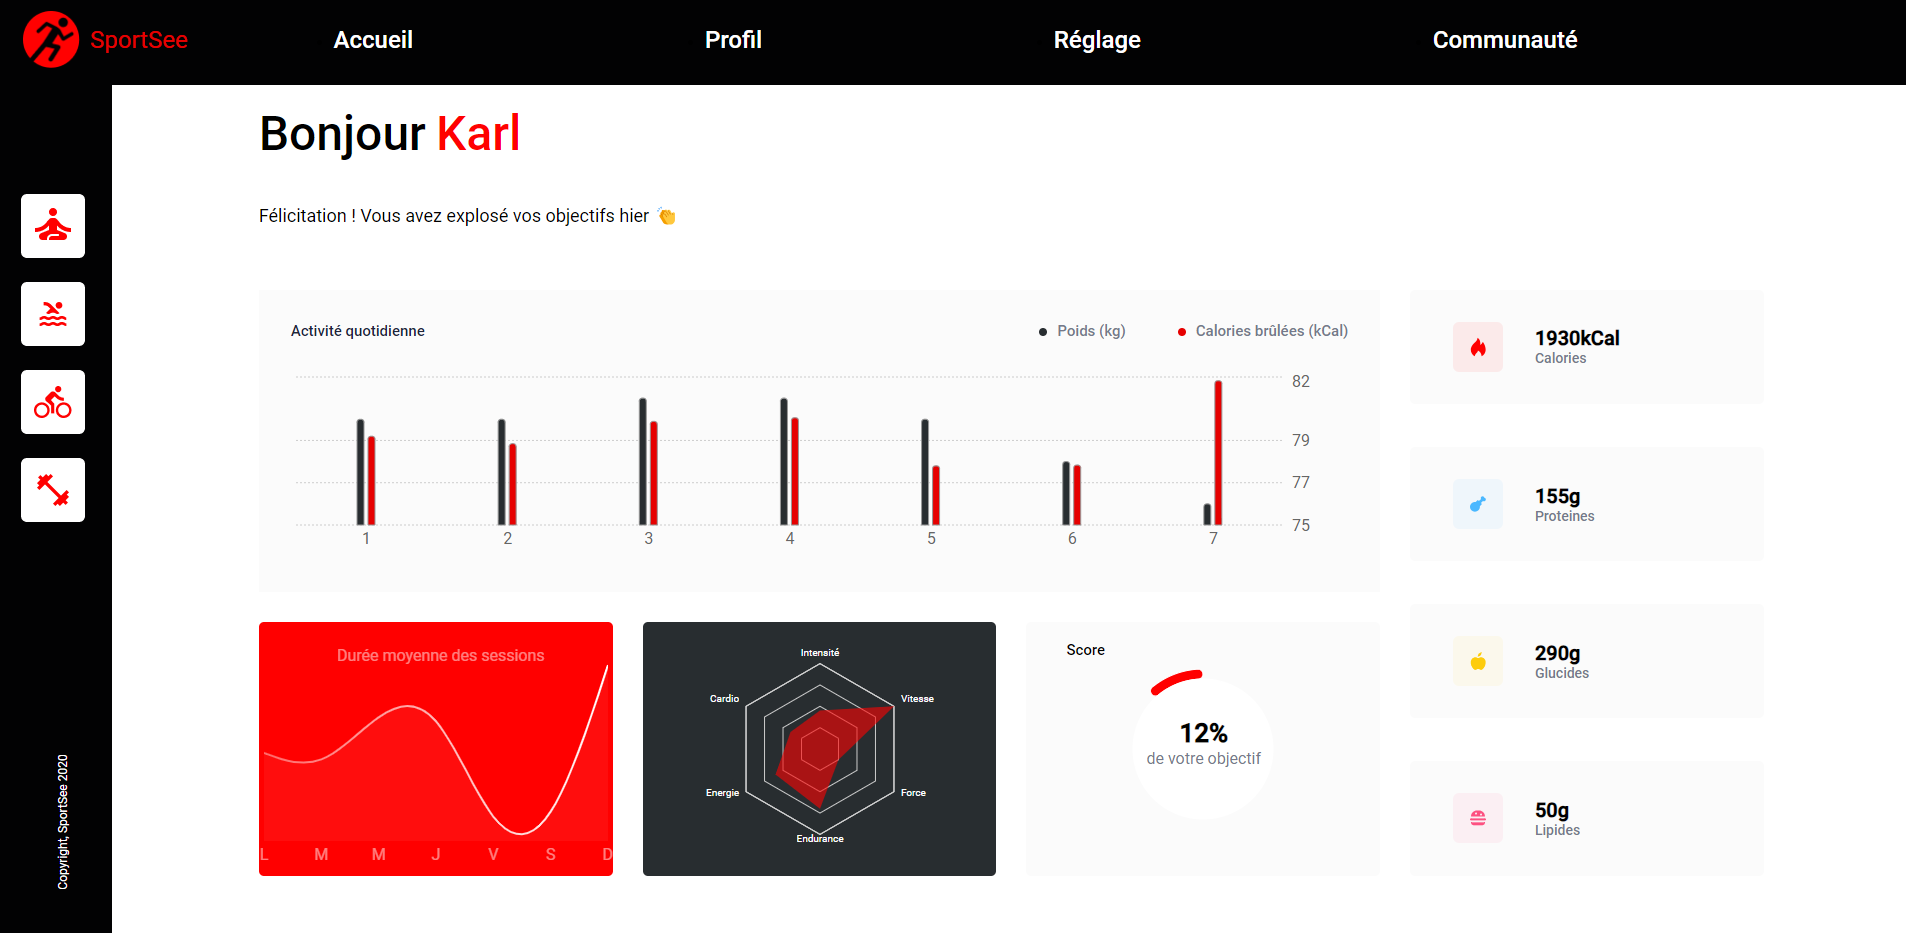 SportSee
Accueil
Profil
Réglage
Communauté
Bonjour Karl
Félicitation ! Vous avez explosé vos objectifs hier 👏
Activité quotidienne
Poids (kg)
Calories brûlées (kCal)
82
79
77
75
1 2 3 4 5 6 7
1930kCal
Calories
155g
Proteines
290g
Glucides
50g
Lipides
Durée moyenne des sessions
L M M J V S D
Intensité
Vitesse
Force
Endurance
Energie
Cardio
Score
12%
de votre objectif
Copyright, SportSee 2020